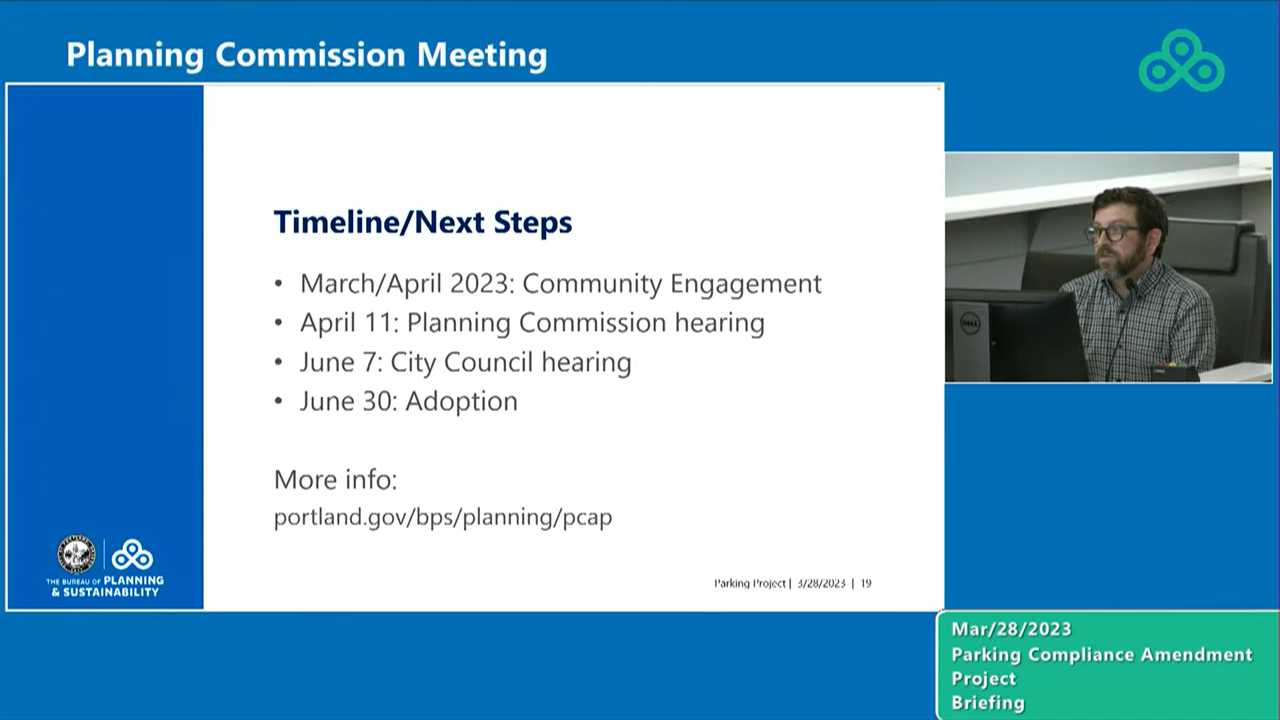 Planning Commission Meeting
Timeline/Next Steps
• March/April 2023: Community Engagement
• April 11: Planning Commission hearing
• June 7: City Council hearing
• June 30: Adoption
More info:
portland.gov/bps/planning/pcap
THE BUREAU OF PLANNING
& SUSTAINABILITY
Parking Project | 3/28/2023 | 19
DELL
Mar/28/2023
Parking Compliance Amendment
Project
Briefing